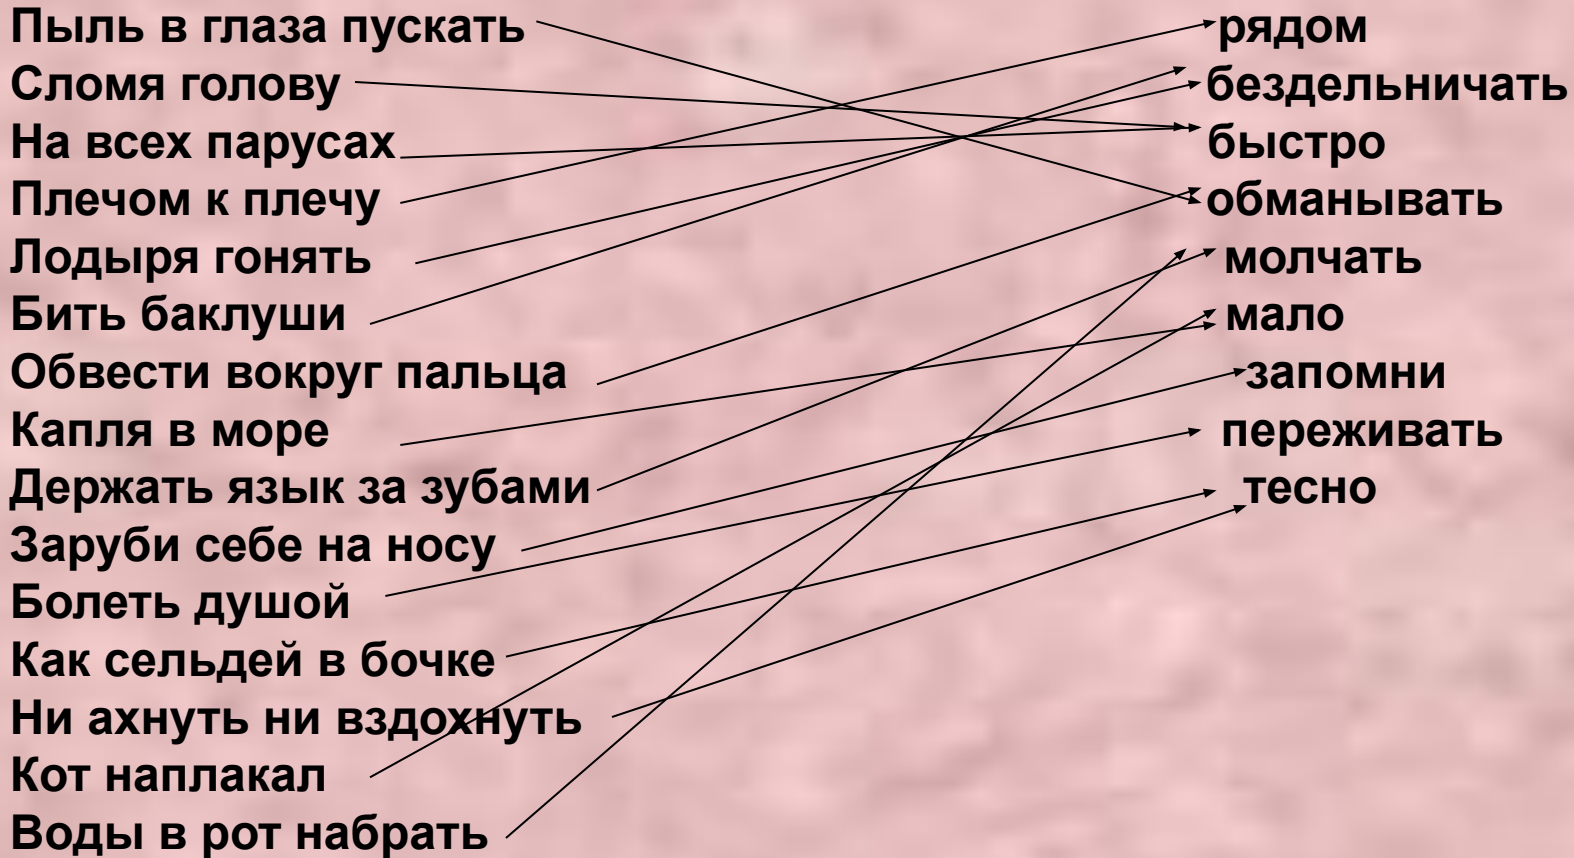 Пыль в глаза пускать
Сломя голову
На всех парусах
Плечом к плечу
Лодыря гонять
Бить баклуши
Обвести вокруг пальца
Капля в море
Держать язык за зубами
Заруби себе на носу
Болеть душой
Как сельдей в бочке
Ни ахнуть ни вздохнуть
Кот наплакал
Воды в рот набрать
рядом
бездельничать
быстро
обманывать
молчать
мало
запомни
переживать
тесно